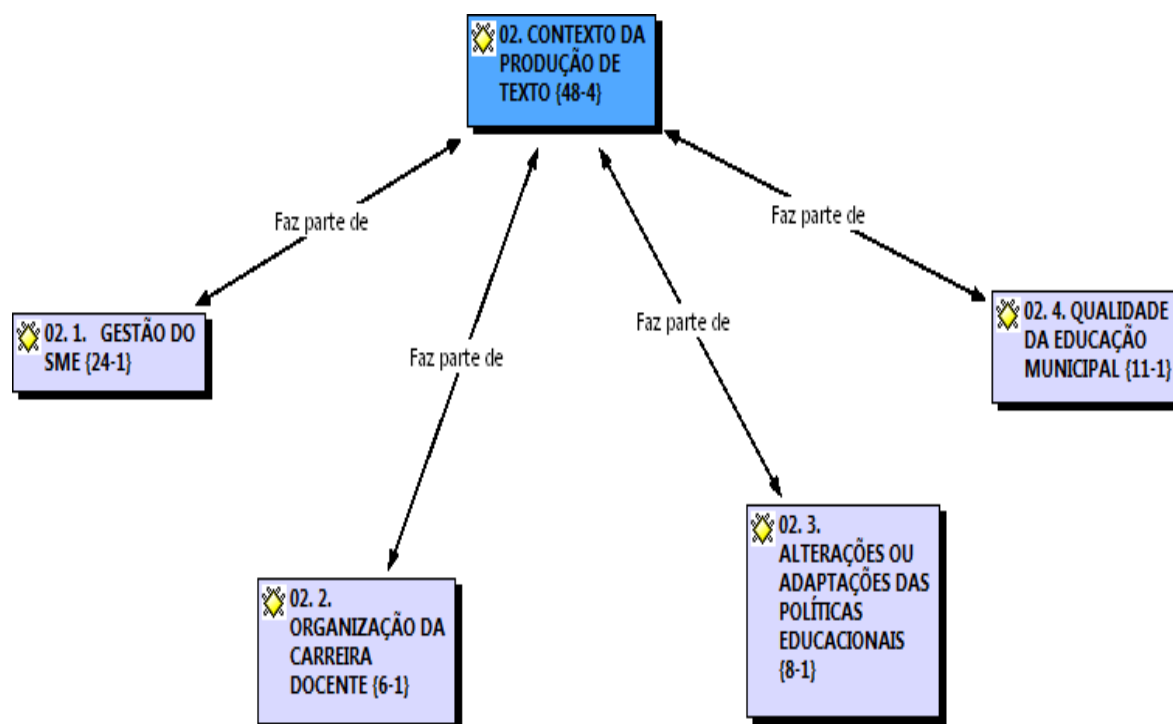 02. CONTEXTO DA
PRODUÇÃO DE
TEXTO {48-4}
Faz parte de
Faz parte de
Faz parte de
Faz parte de
02. 1. GESTÃO DO
SME {24-1}
02. 4. QUALIDADE
DA EDUCAÇÃO
MUNICIPAL {11-1}
02. 2.
ORGANIZAÇÃO DA
CARREIRA
DOCENTE {6-1}
02. 3.
ALTERAÇÕES OU
ADAPTAÇÕES DAS
POLÍTICAS
EDUCACIONAIS
{8-1}